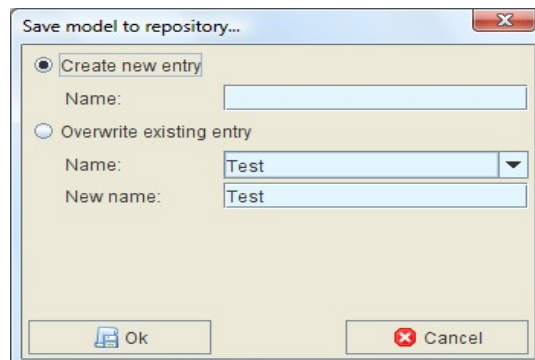 Save model to repository...
Create new entry
Name:
Overwrite existing entry
Name: Test
New name: Test
Ok Cancel